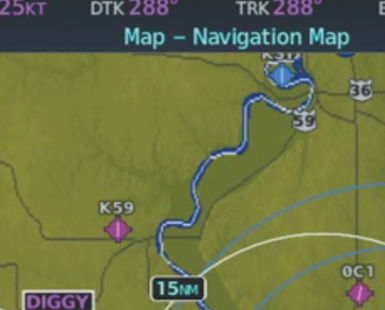 25KT DTK 288° TRK 288°
Map – Navigation Map
36
59
K59
0C1
15NM
DIGGY